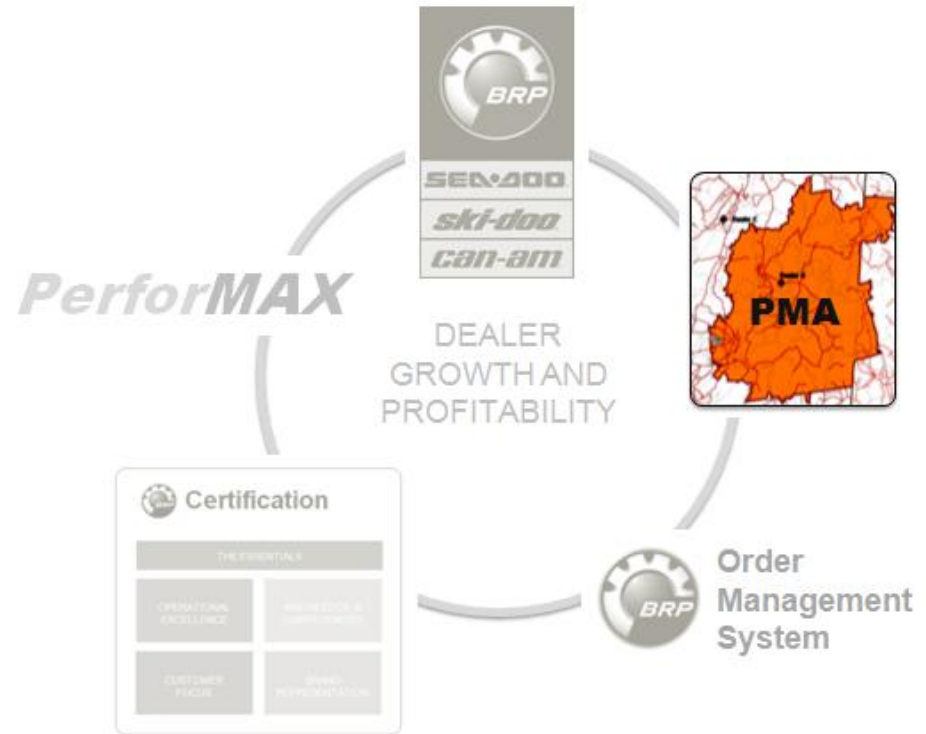 BRP
SEA-DOO
ski-doo
can-am
PerforMAX
PMA
DEALER
GROWTH AND
PROFITABILITY
Certification
THE ESSENTIALS
OPERATIONAL
EXCELLENCE
CUSTOMER
FOCUS
BRAND
REPRESENTATION
BRP
Order
Management
System